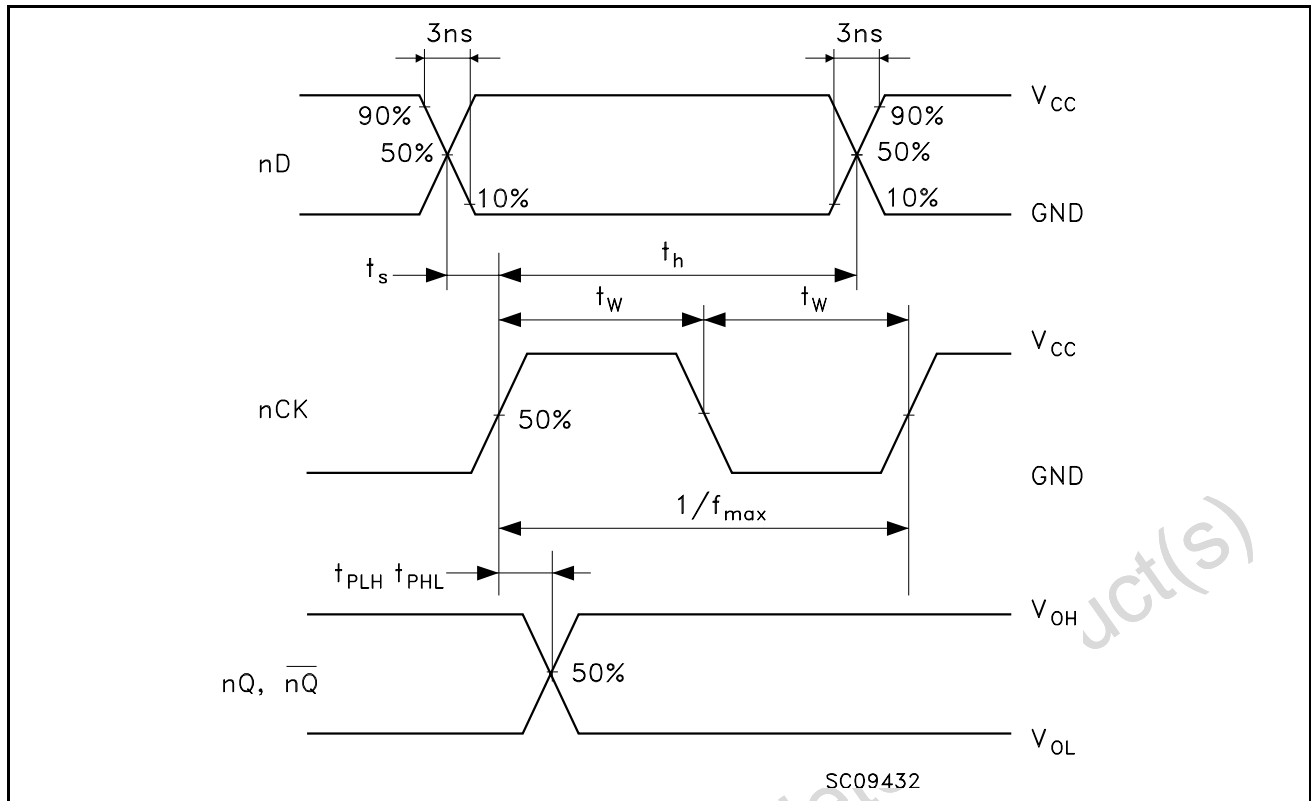 3ns 3ns
90% 90% V_CC
50% 50%
nD
10% 10%
GND
t_s t_h
t_W t_W
V_CC
nCK 50%
GND
1/f_max
t_PLH t_PHL
V_OH
nQ, n̅Q̅ 50%
V_OL
SC09432
uct(s)